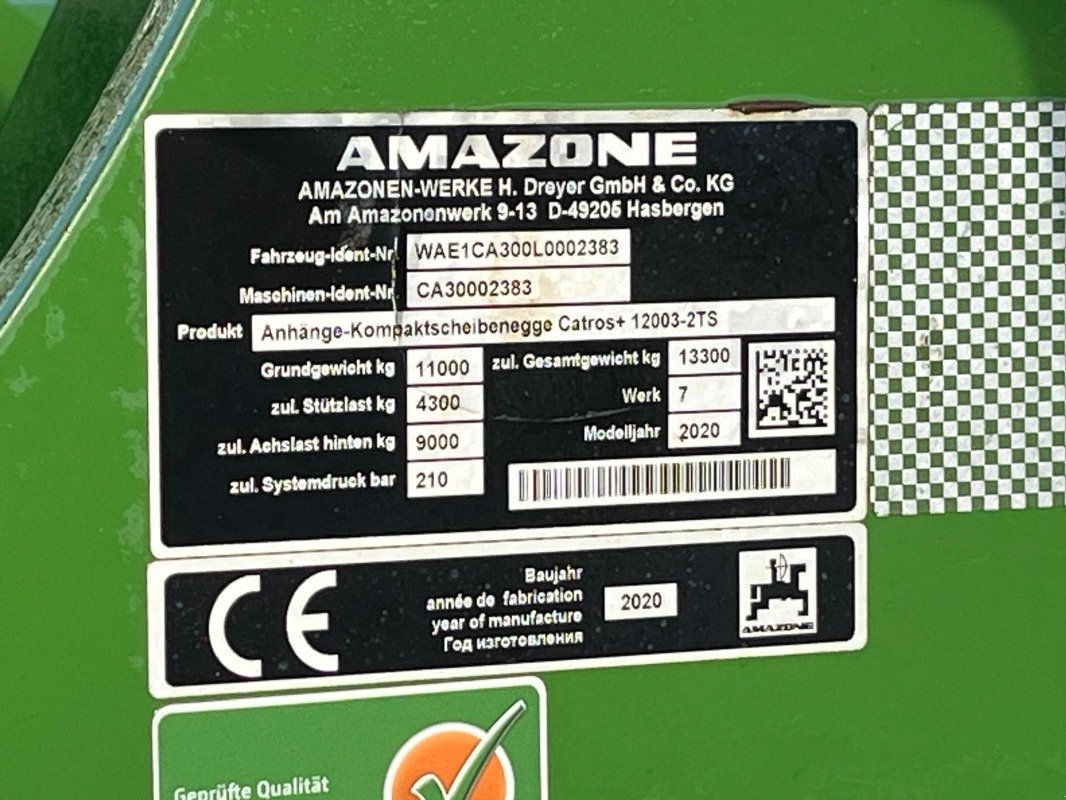 AMAZONE
AMAZONEN-WERKE H. Dreyer GmbH & Co. KG
Am Amazonenwerk 9-13 D-49205 Hasbergen
Fahrzeug-Ident-Nr WAE1CA300L0002383
Maschinen-Ident-Nr CA30002383
Produkt Anhänge-Kompaktscheibenegge Catros+ 12003-2TS
Grundgewicht kg 11000 zul. Gesamtgewicht kg 13300
zul. Stützlast kg 4300 Werk 7
zul. Achslast hinten kg 9000 Modelljahr 2020
zul. Systemdruck bar 210
CE
Baujahr
année de fabrication
year of manufacture
Год изготовления
2020
AMAZONE
Geprüfte Qualität